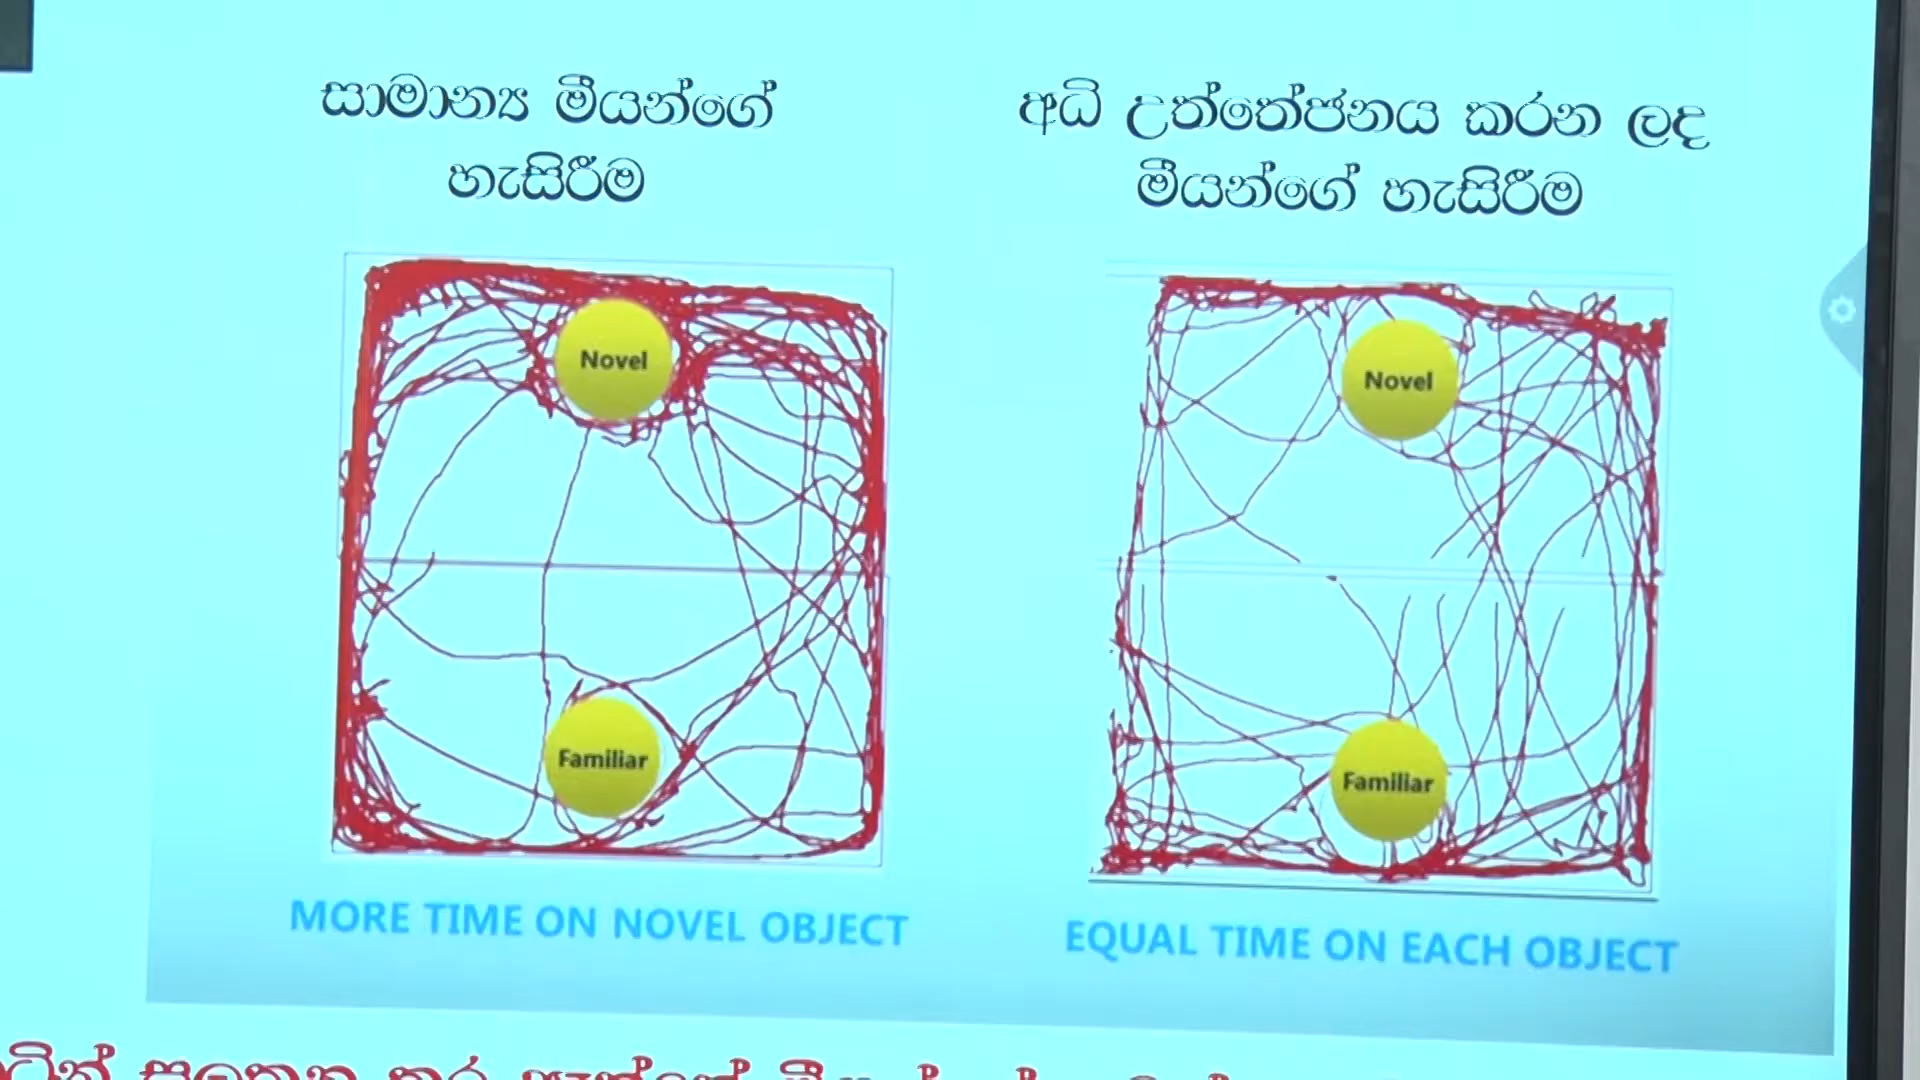 සාමාන්‍ය මීයන්ගේ
හැසිරීම
අධි උත්තේජනය කරන ලද
මීයන්ගේ හැසිරීම
Novel
Familiar
Novel
Familiar
MORE TIME ON NOVEL OBJECT
EQUAL TIME ON EACH OBJECT